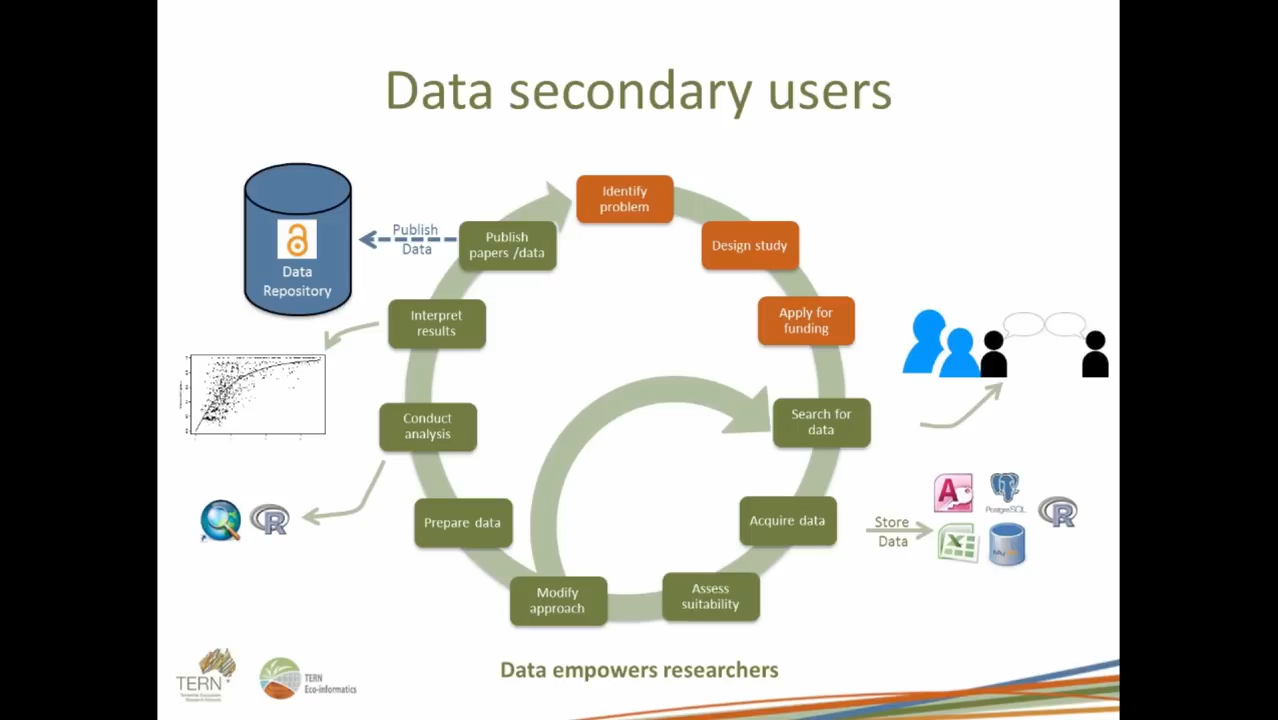 Data secondary users
Identify
problem
Design study
Apply for
funding
Search for
data
Acquire data
Assess
suitability
Modify
approach
Prepare data
Conduct
analysis
Interpret
results
Publish
papers /data
Publish
Data
Data
Repository
Store
Data
A
PostgreSQL
R
X
My
R
TERN
TERN
Eco-informatics
Data empowers researchers